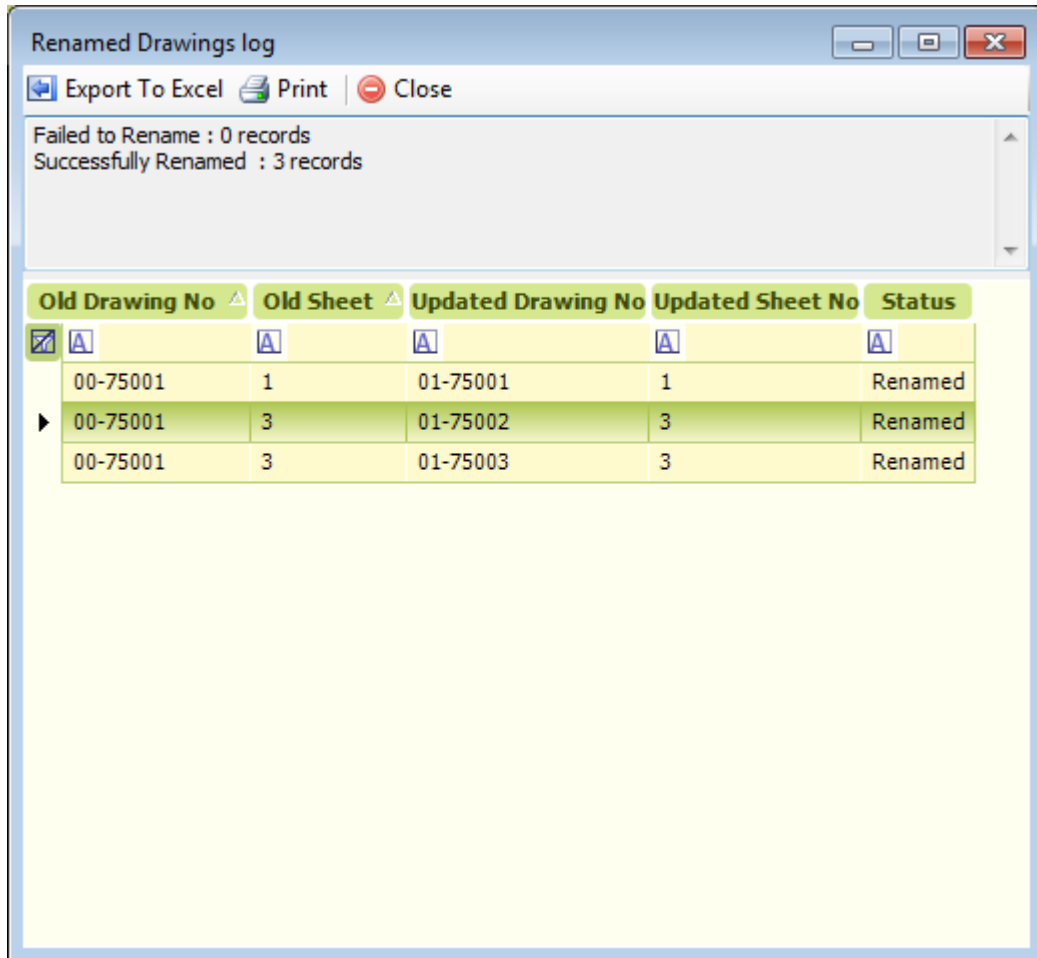 Renamed Drawings log
Export To Excel Print Close
Failed to Rename : 0 records
Successfully Renamed : 3 records
Old Drawing No Old Sheet Updated Drawing No Updated Sheet No Status
A A A A A
00-75001 1 01-75001 1 Renamed
00-75001 3 01-75002 3 Renamed
00-75001 3 01-75003 3 Renamed